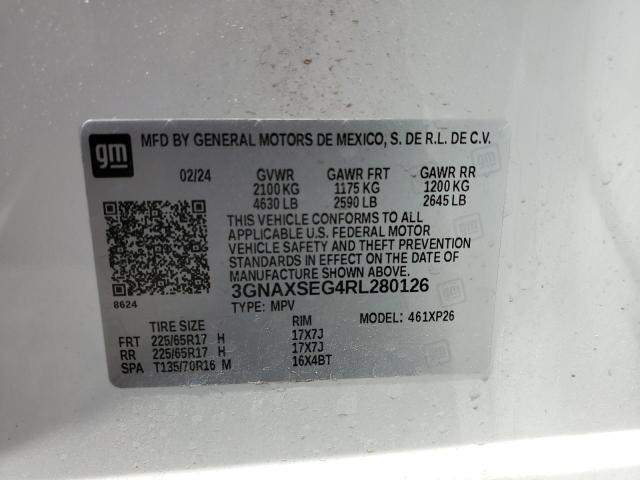 gm
MFD BY GENERAL MOTORS DE MEXICO, S. DE R.L. DE C.V.
02/24 GVWR GAWR FRT GAWR RR
2100 KG 1175 KG 1200 KG
4630 LB 2590 LB 2645 LB
THIS VEHICLE CONFORMS TO ALL
APPLICABLE U.S. FEDERAL MOTOR
VEHICLE SAFETY AND THEFT PREVENTION
STANDARDS IN EFFECT ON THE DATE OF
MANUFACTURE SHOWN ABOVE.
3GNAXSEG4RL280126
8624
TYPE: MPV MODEL: 461XP26
TIRE SIZE RIM
FRT 225/65R17 H 17X7J
RR 225/65R17 H 17X7J
SPA T135/70R16 M 16X4BT